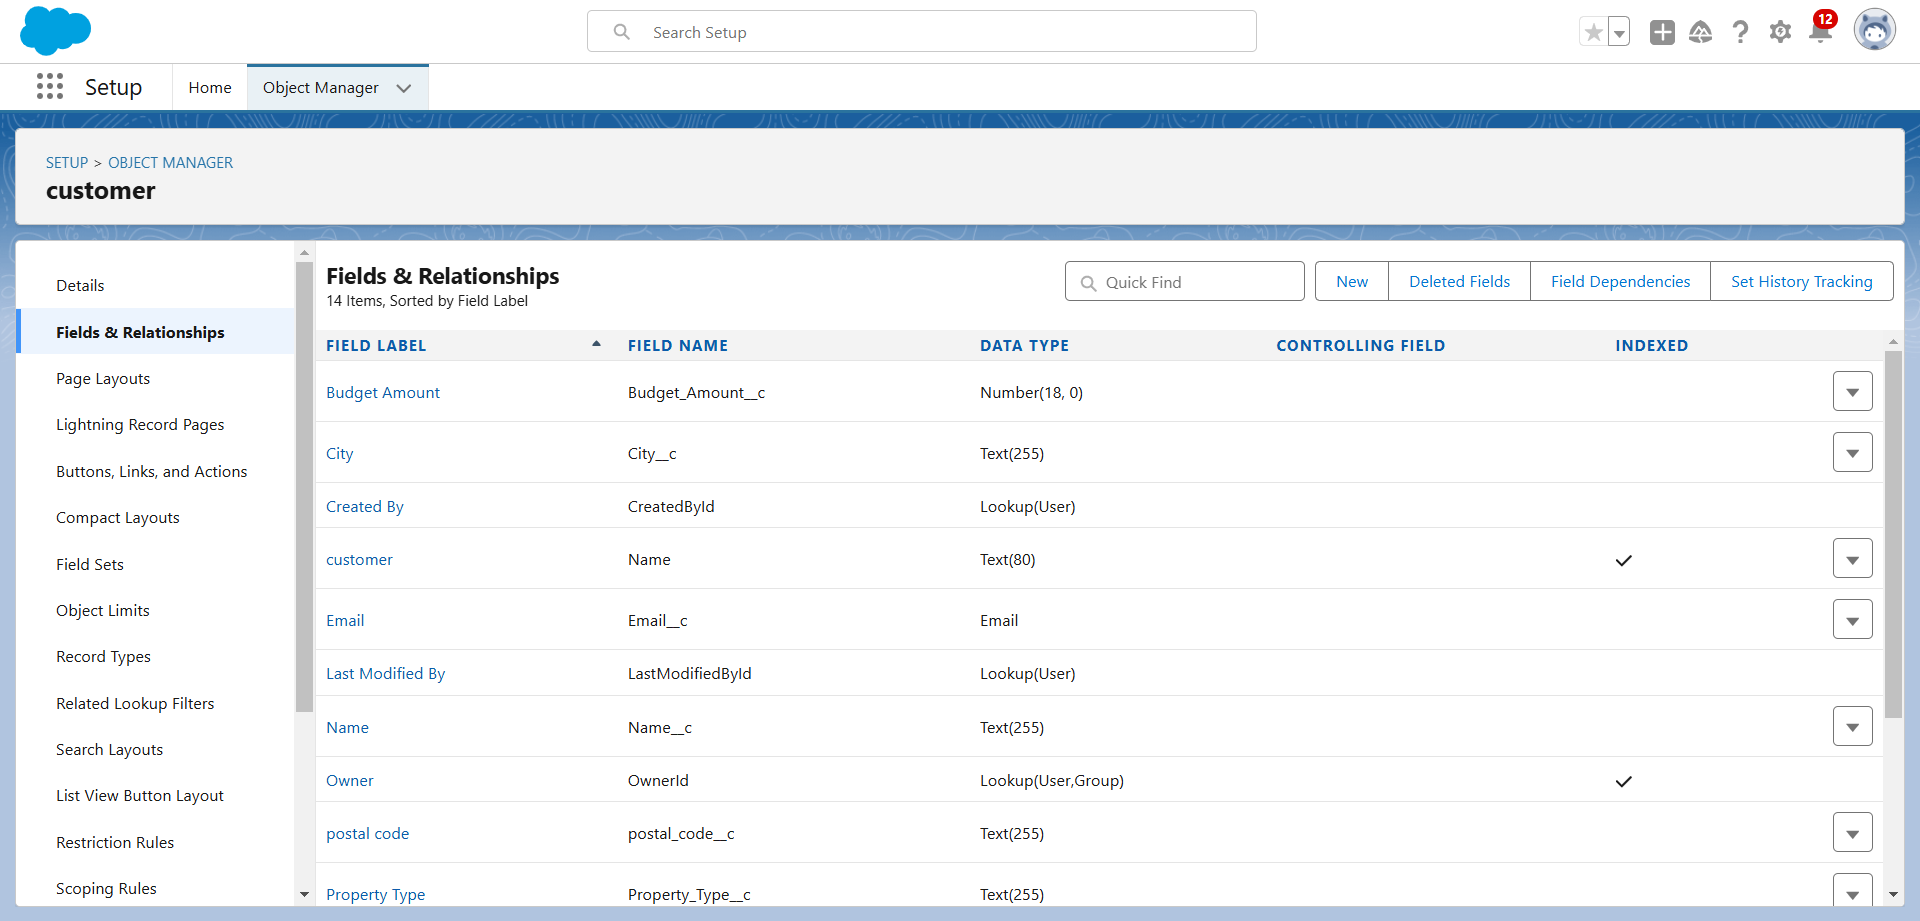 Search Setup
12
Setup
Home
Object Manager
SETUP > OBJECT MANAGER
customer
Details
Fields & Relationships
Page Layouts
Lightning Record Pages
Buttons, Links, and Actions
Compact Layouts
Field Sets
Object Limits
Record Types
Related Lookup Filters
Search Layouts
List View Button Layout
Restriction Rules
Scoping Rules
Fields & Relationships
14 Items, Sorted by Field Label
Quick Find
New
Deleted Fields
Field Dependencies
Set History Tracking
FIELD LABEL FIELD NAME DATA TYPE CONTROLLING FIELD INDEXED
Budget Amount Budget_Amount__c Number(18, 0)
City City__c Text(255)
Created By CreatedById Lookup(User)
customer Name Text(80)
Email Email__c Email
Last Modified By LastModifiedById Lookup(User)
Name Name__c Text(255)
Owner OwnerId Lookup(User,Group)
postal code postal_code__c Text(255)
Property Type Property_Type__c Text(255)